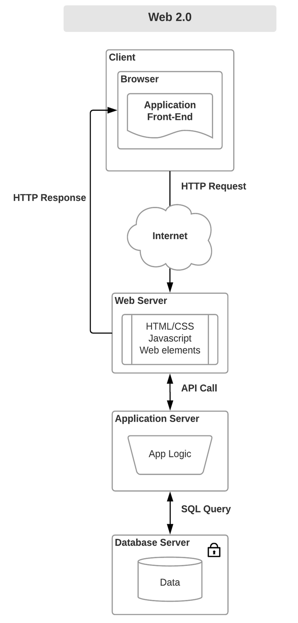 Web 2.0
Client
Browser
Application
Front-End
HTTP Response
HTTP Request
Internet
Web Server
HTML/CSS
Javascript
Web elements
API Call
Application Server
App Logic
SQL Query
Database Server
Data